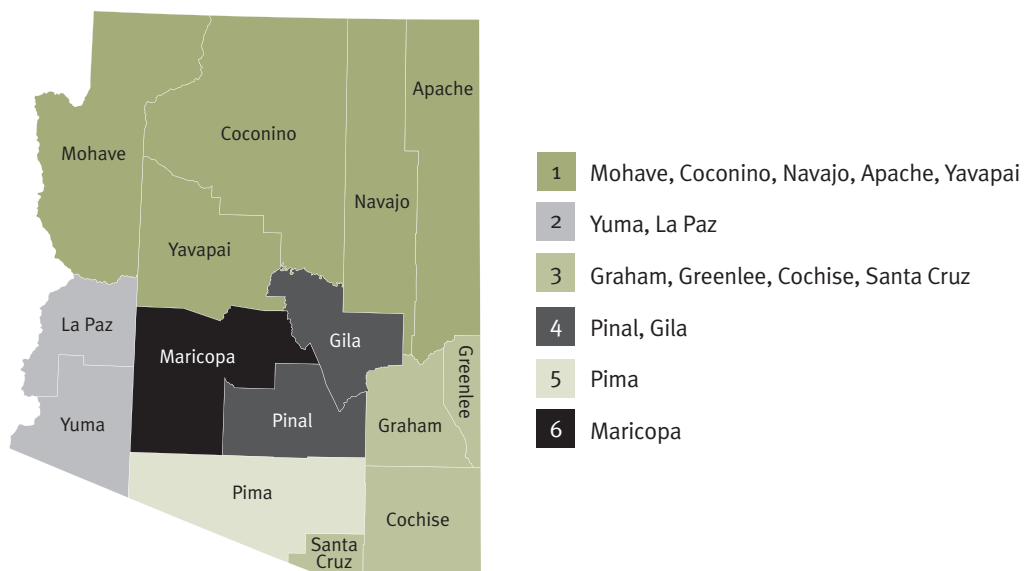 Apache
Coconino
Mohave
Navajo
Yavapai
La Paz
Gila
Maricopa
Greenlee
Yuma
Pinal
Graham
Pima
Cochise
Santa
Cruz
1 Mohave, Coconino, Navajo, Apache, Yavapai
2 Yuma, La Paz
3 Graham, Greenlee, Cochise, Santa Cruz
4 Pinal, Gila
5 Pima
6 Maricopa